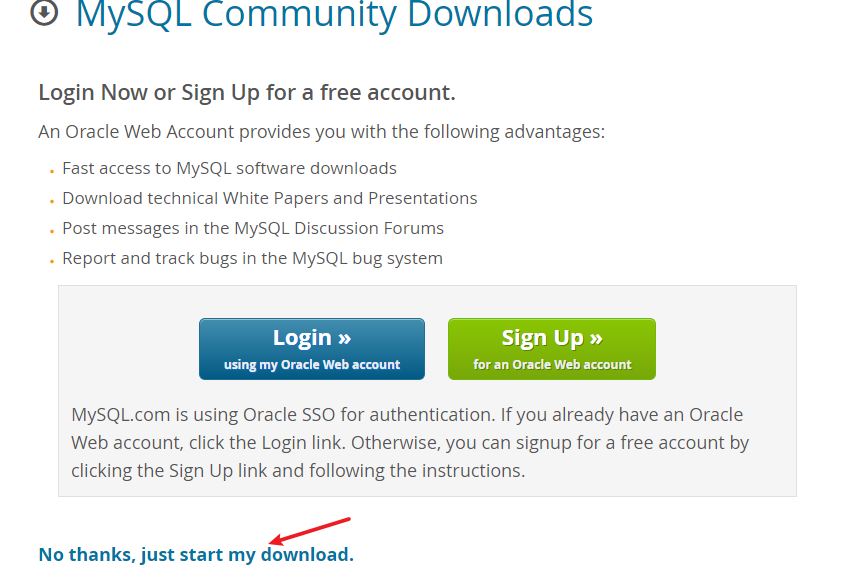 MySQL Community Downloads
Login Now or Sign Up for a free account.
An Oracle Web Account provides you with the following advantages:
Fast access to MySQL software downloads
Download technical White Papers and Presentations
Post messages in the MySQL Discussion Forums
Report and track bugs in the MySQL bug system
Login »
using my Oracle Web account
Sign Up »
for an Oracle Web account
MySQL.com is using Oracle SSO for authentication. If you already have an Oracle
Web account, click the Login link. Otherwise, you can signup for a free account by
clicking the Sign Up link and following the instructions.
No thanks, just start my download.